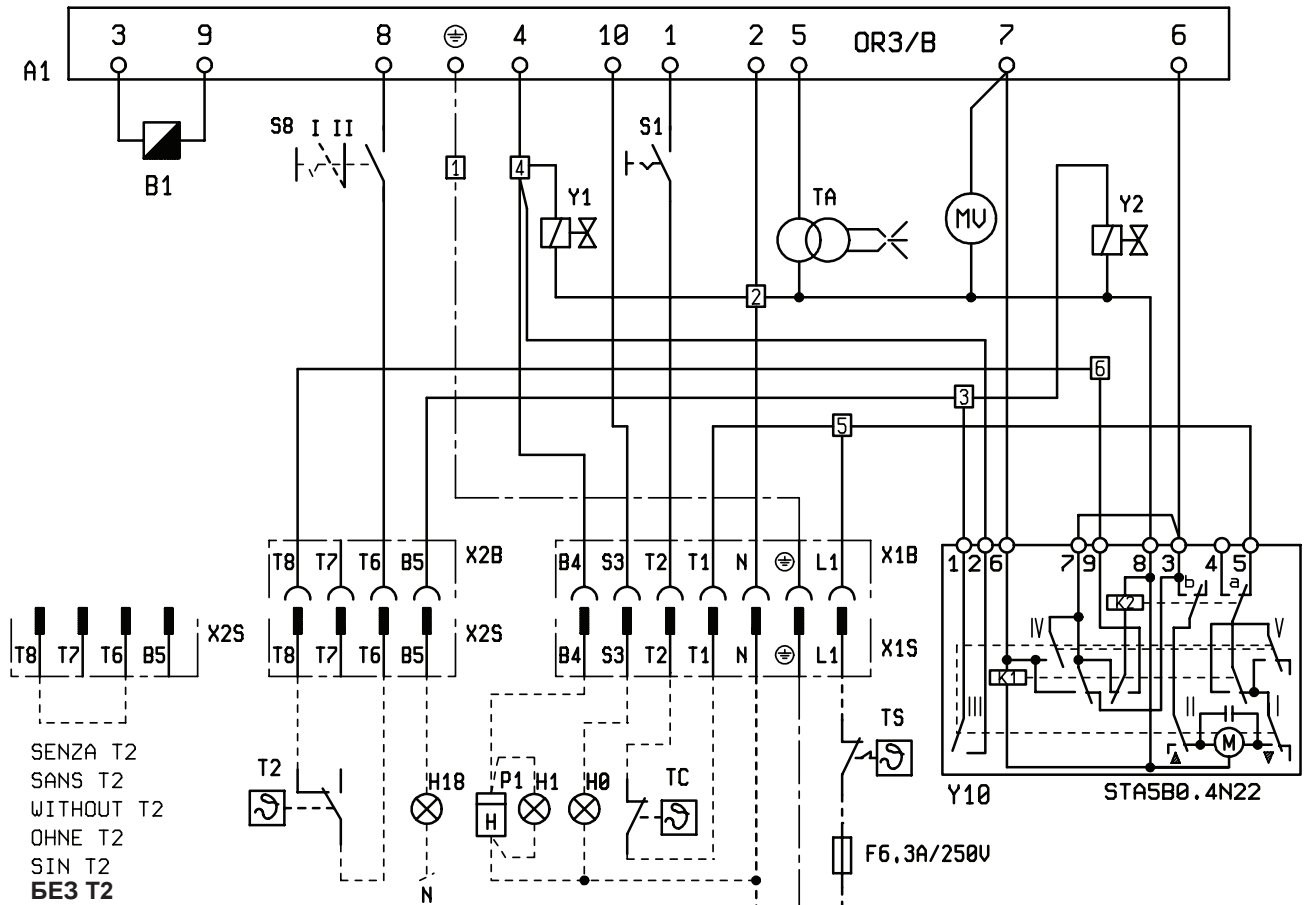 3 9 8 4 10 1 2 5 OR3/B 7 6
A1
S8 I II
S1
1
4
B1
Y1
TA
MV
Y2
2
6
3
5
T8 T7 T6 B5 X2B
B4 S3 T2 T1 N L1 X1B
1 2 6 7 9 8 3 4 5
b a
K2
T8 T7 T6 B5 X2S
T8 T7 T6 B5 X2S
B4 S3 T2 T1 N L1 X1S
IV V
K1
III II I
M
SENZA T2
SANS T2
WITHOUT T2
OHNE T2
SIN T2
БЕЗ T2
T2
H18
P1 H1 H0
H
TC
TS
Y10
STA5B0.4N22
F6,3A/250V
N